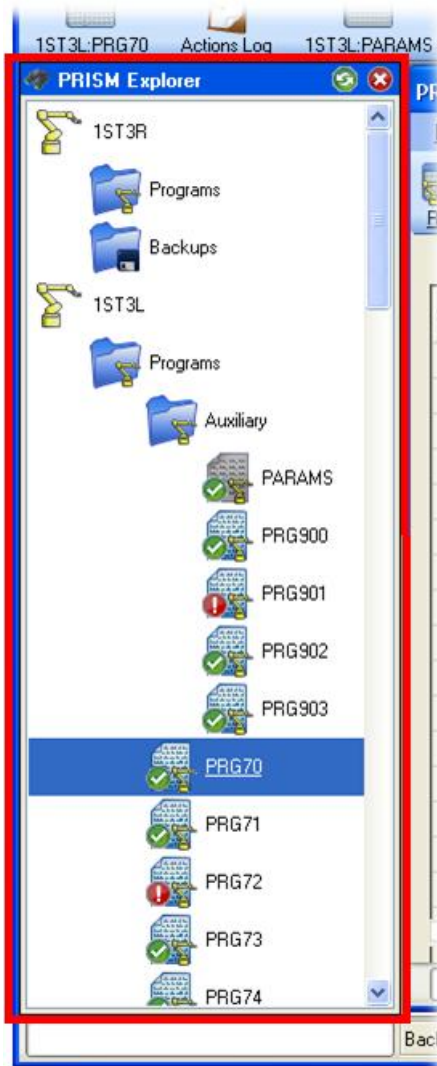 1ST3L:PRG70 Actions Log 1ST3L:PARAMS
PRISM Explorer
1ST3R
Programs
Backups
1ST3L
Programs
Auxiliary
PARAMS
PRG900
PRG901
PRG902
PRG903
PRG70
PRG71
PRG72
PRG73
PRG74